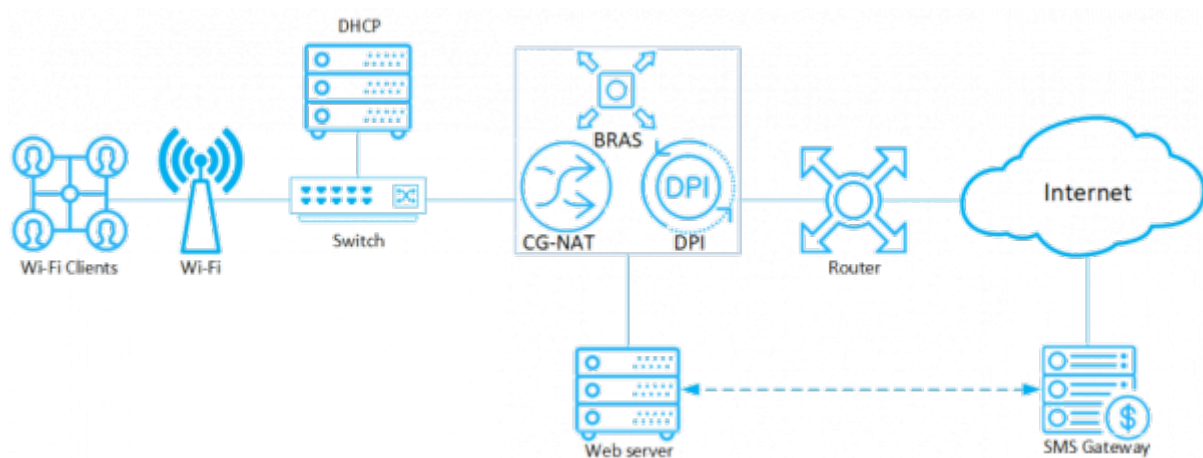 DHCP
BRAS
DPI
Internet
CG-NAT
DPI
Switch
Wi-Fi Clients
Wi-Fi
Router
$
Web server
SMS Gateway